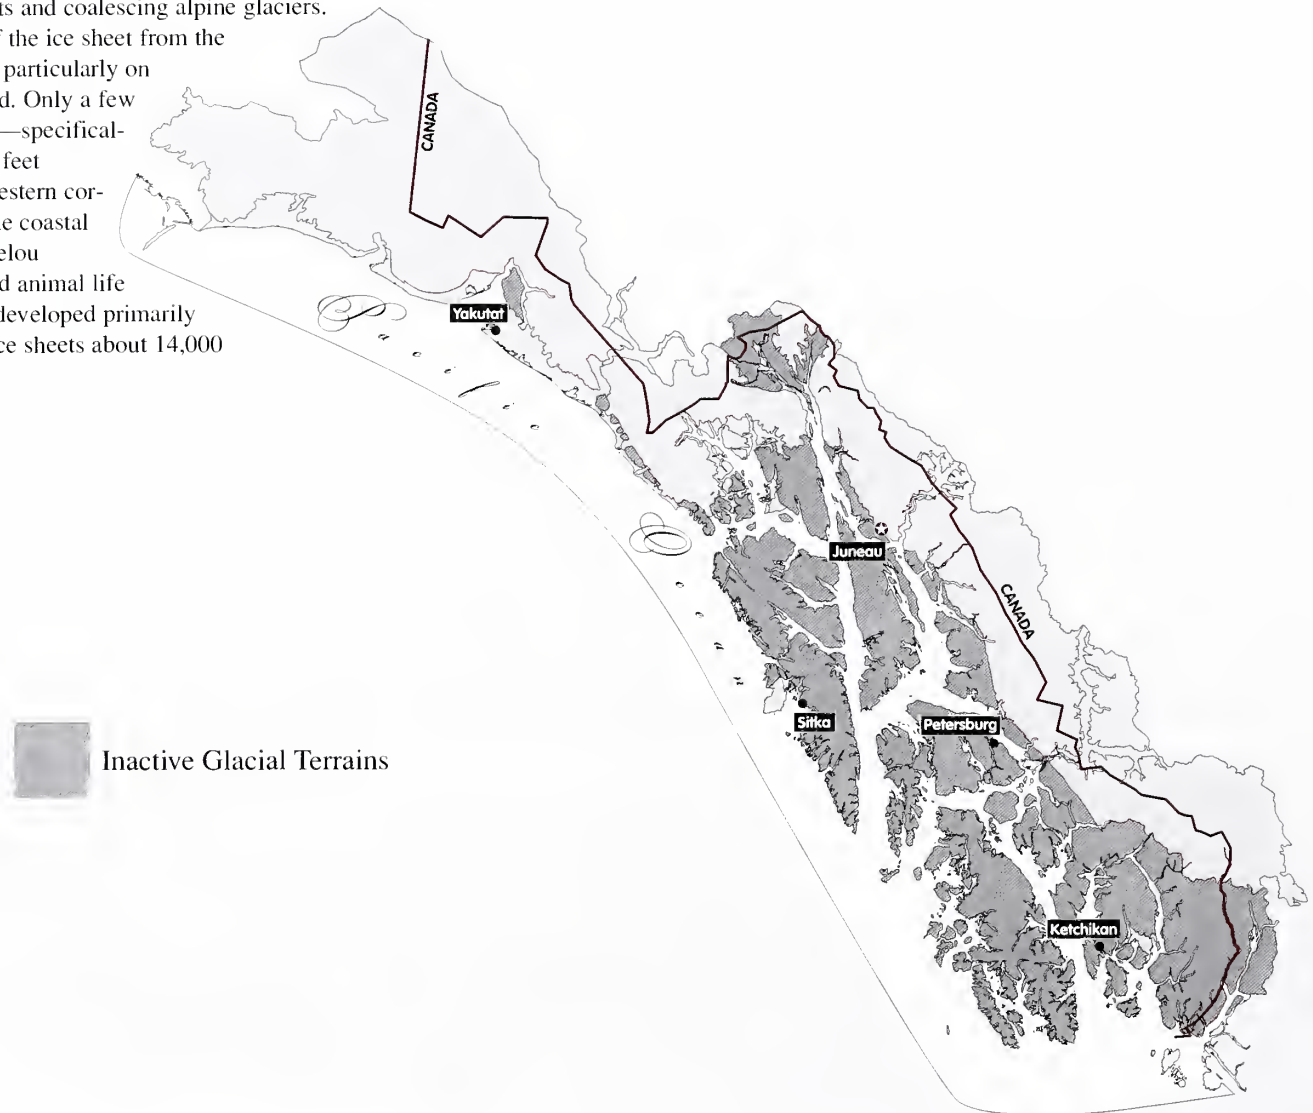 ts and coalescing alpine glaciers.
f the ice sheet from the
particularly on
d. Only a few
—specifical-
feet
estern cor-
e coastal
elou
d animal life
developed primarily
ce sheets about 14,000
CANADA
Yakutat
Pacific
Juneau
Ocean
CANADA
Sitka
Petersburg
Inactive Glacial Terrains
Ketchikan